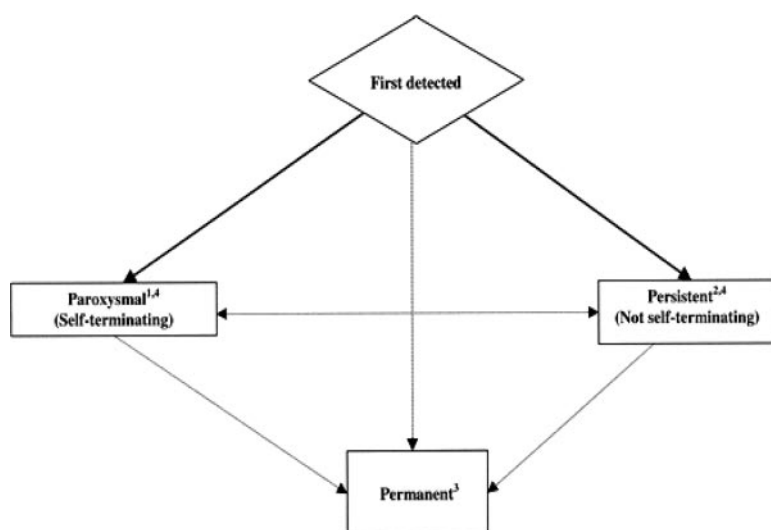 First detected
Paroxysmal1,4
(Self-terminating)
Persistent2,4
(Not self-terminating)
Permanent3